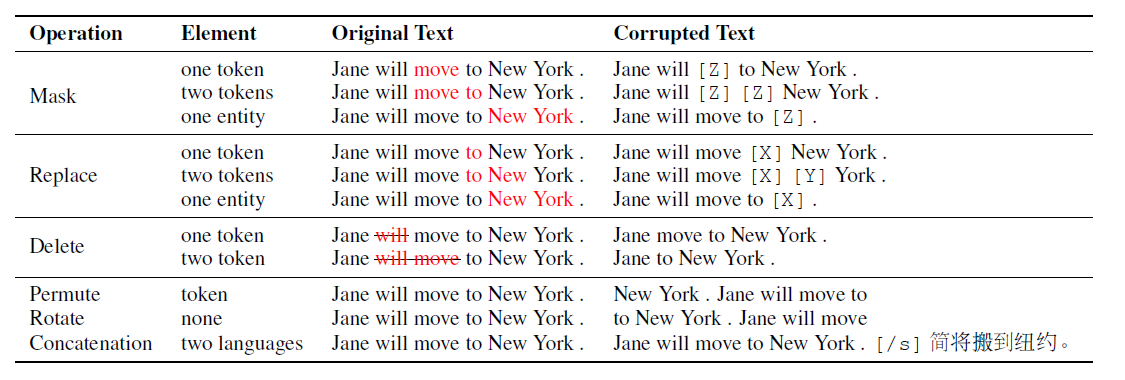 Operation Element Original Text Corrupted Text
one token Jane will move to New York . Jane will [Z] to New York .
Mask two tokens Jane will move to New York . Jane will [Z] [Z] New York .
one entity Jane will move to New York . Jane will move to [Z] .
one token Jane will move to New York . Jane will move [X] New York .
Replace two tokens Jane will move to New York . Jane will move [X] [Y] York .
one entity Jane will move to New York . Jane will move to [X] .
Delete one token Jane will move to New York . Jane move to New York .
two token Jane will move to New York . Jane to New York .
Permute token Jane will move to New York . New York . Jane will move to
Rotate none Jane will move to New York . to New York . Jane will move
Concatenation two languages Jane will move to New York . Jane will move to New York . [/s] 简将搬到纽约。